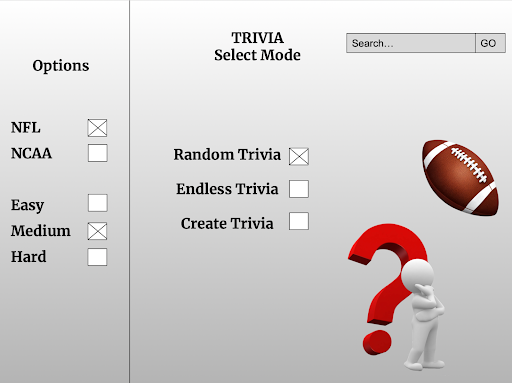 TRIVIA
Select Mode
Search...
GO
Options
NFL
NCAA
Easy
Medium
Hard
Random Trivia
Endless Trivia
Create Trivia